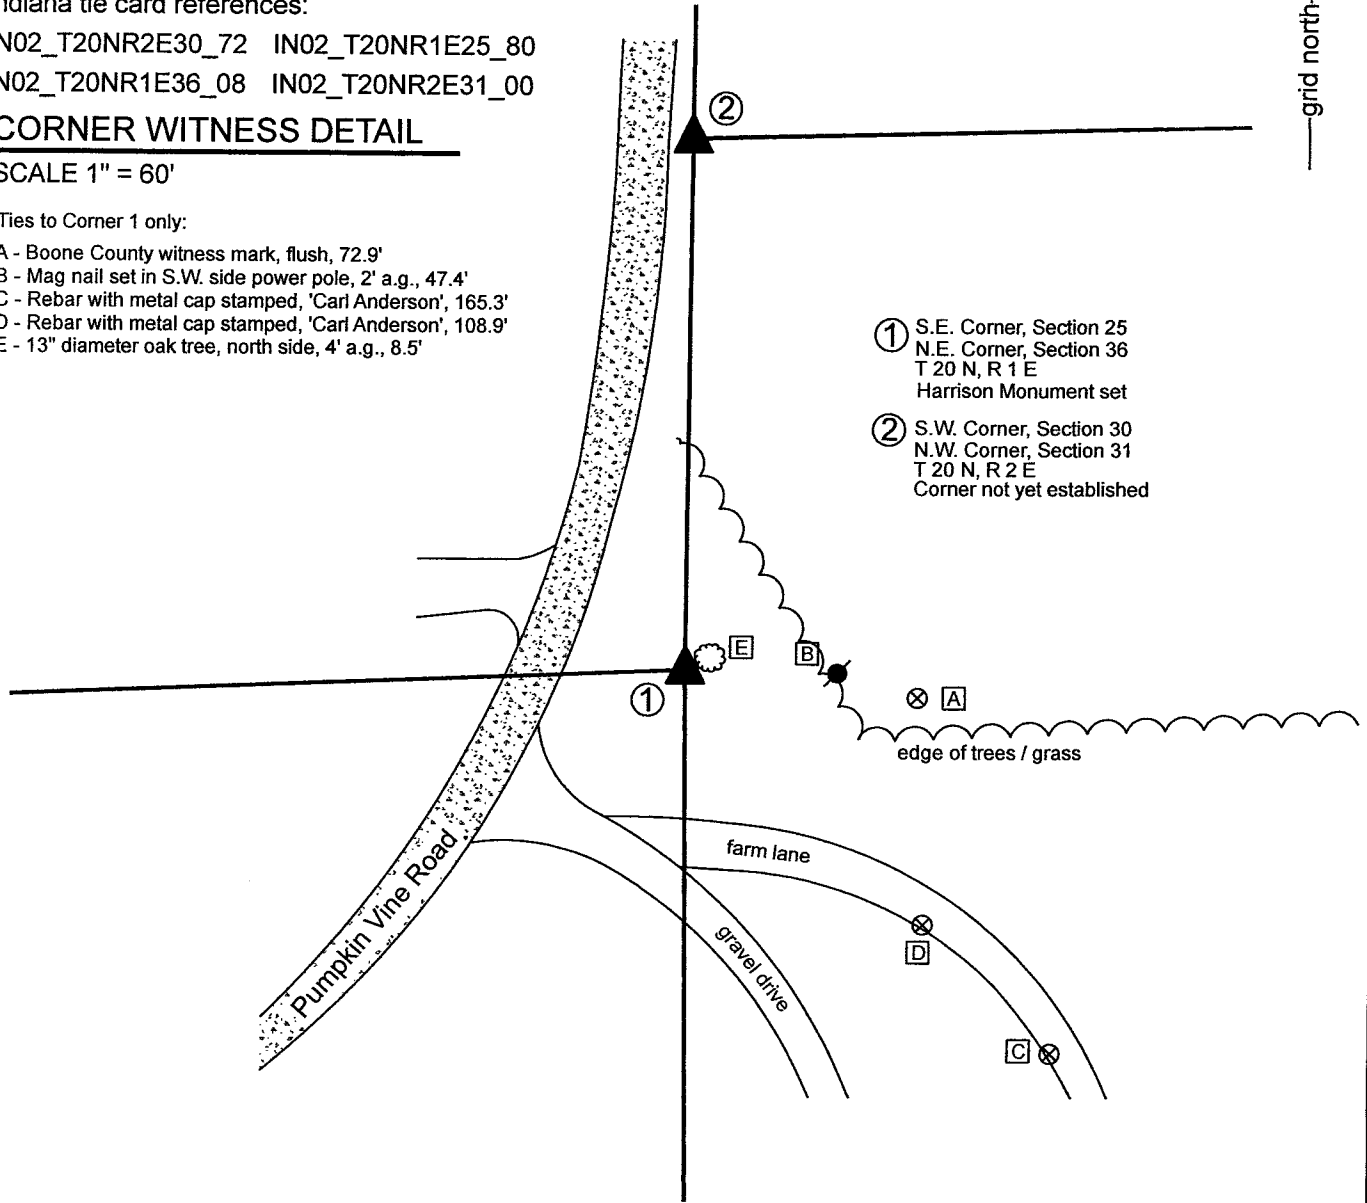 ndiana tie card references:
N02_T20NR2E30_72 IN02_T20NR1E25_80
N02_T20NR1E36_08 IN02_T20NR2E31_00
CORNER WITNESS DETAIL
SCALE 1" = 60'
Ties to Corner 1 only:
A - Boone County witness mark, flush, 72.9'
B - Mag nail set in S.W. side power pole, 2' a.g., 47.4'
C - Rebar with metal cap stamped, 'Carl Anderson', 165.3'
D - Rebar with metal cap stamped, 'Carl Anderson', 108.9'
E - 13" diameter oak tree, north side, 4' a.g., 8.5'
2
grid north
1 S.E. Corner, Section 25
N.E. Corner, Section 36
T 20 N, R 1 E
Harrison Monument set
2 S.W. Corner, Section 30
N.W. Corner, Section 31
T 20 N, R 2 E
Corner not yet established
E
B
1
A
edge of trees / grass
farm lane
Pumpkin Vine Road
gravel drive
D
C